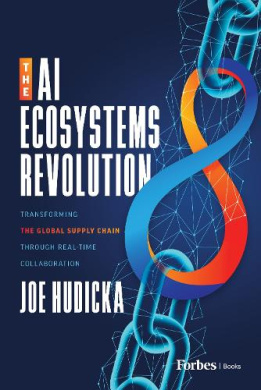 THE AI
ECOSYSTEMS
REVOLUTION
TRANSFORMING
THE GLOBAL SUPPLY CHAIN
THROUGH REAL-TIME
COLLABORATION
JOE HUDICKA
Forbes | Books